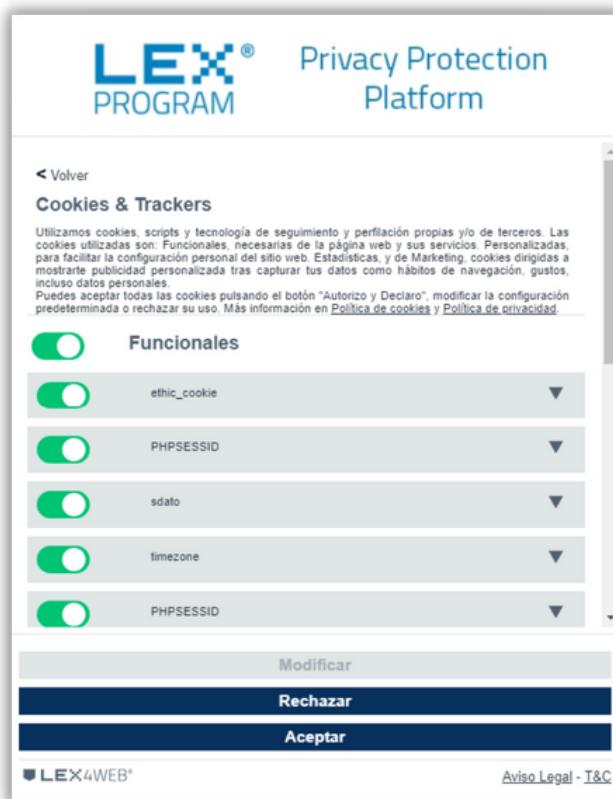 LEX®
PROGRAM
Privacy Protection
Platform
< Volver
Cookies & Trackers
Utilizamos cookies, scripts y tecnología de seguimiento y perfilación propias y/o de terceros. Las
cookies utilizadas son: Funcionales, necesarias de la página web y sus servicios. Personalizadas,
para facilitar la configuración personal del sitio web. Estadísticas, y de Marketing, cookies dirigidas a
mostrarte publicidad personalizada tras capturar tus datos como hábitos de navegación, gustos,
incluso datos personales.
Puedes aceptar todas las cookies pulsando el botón "Autorizo y Declaro", modificar la configuración
predeterminada o rechazar su uso. Más información en Política de cookies y Política de privacidad.
Funcionales
ethic_cookie
PHPSESSID
sdato
timezone
PHPSESSID
Modificar
Rechazar
Aceptar
LEX4WEB®
Aviso Legal - T&C